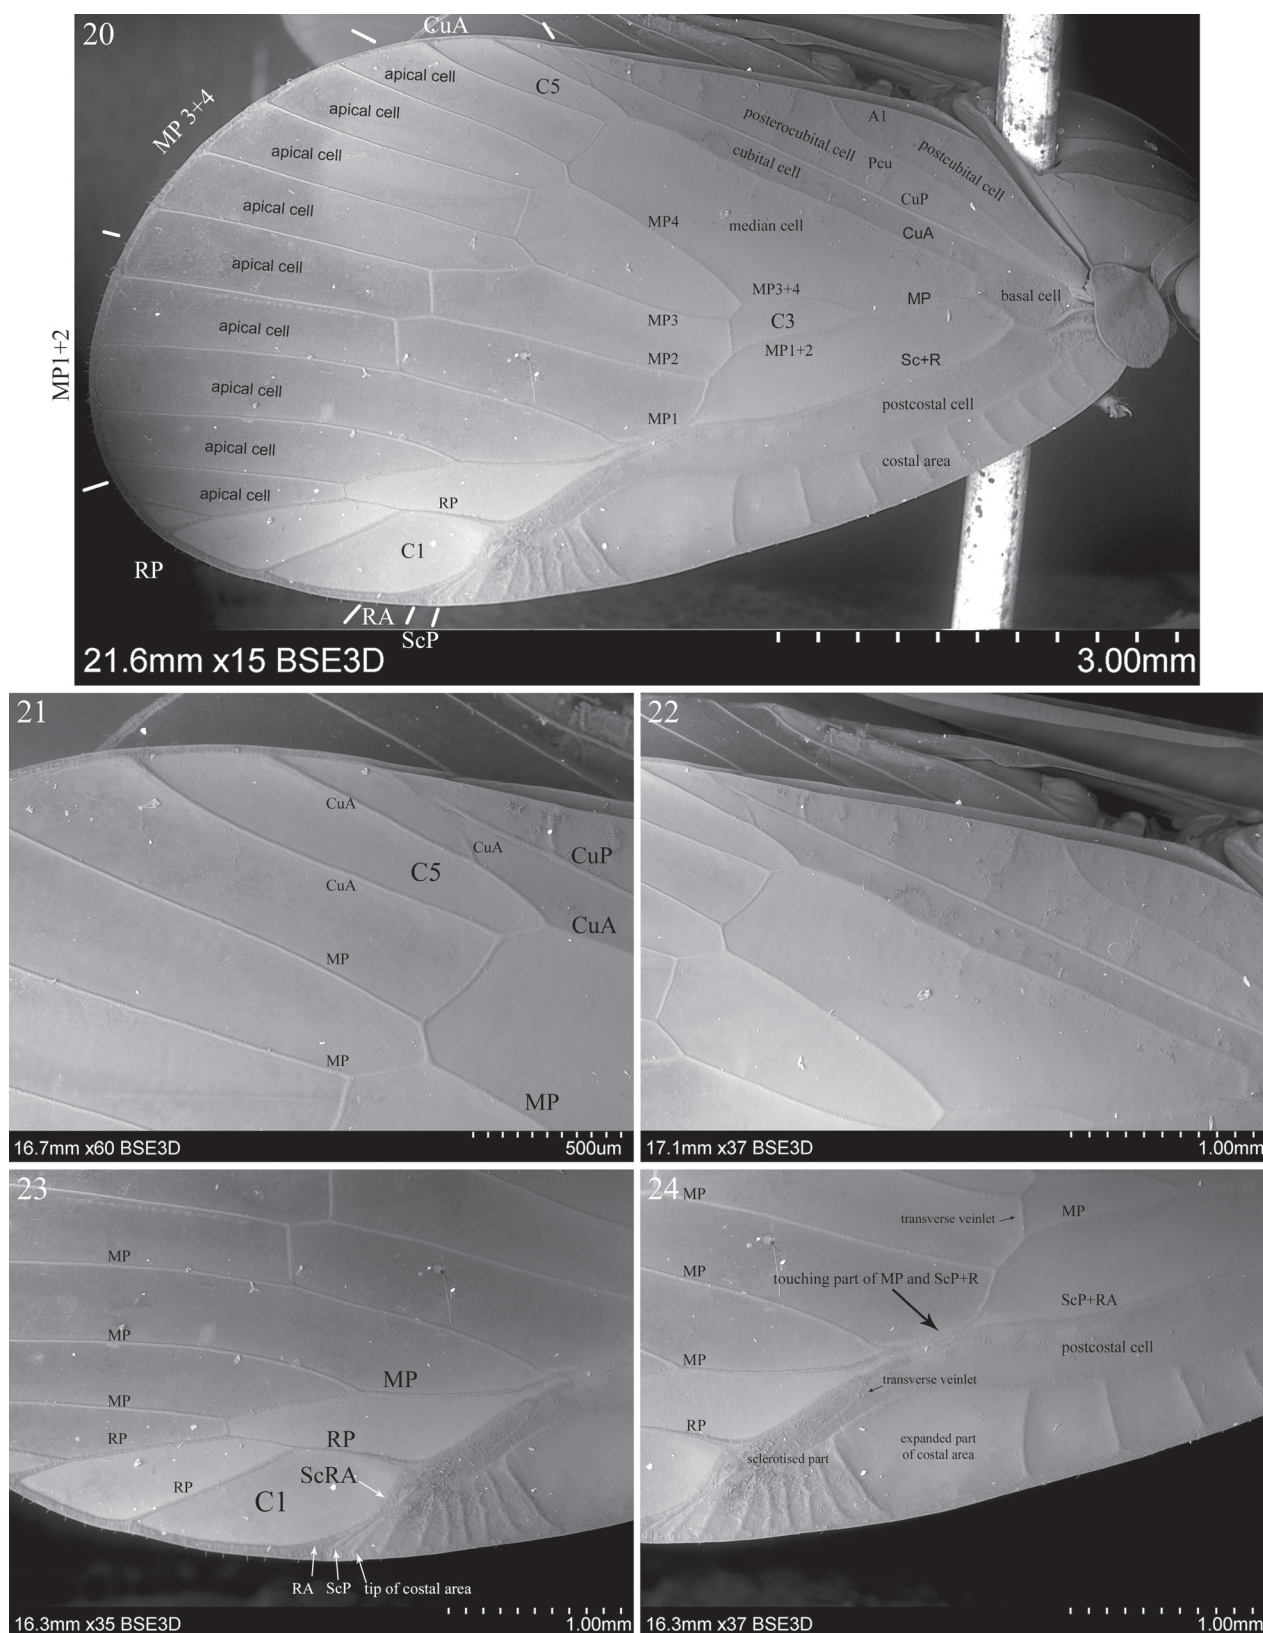 20
CuA
apical cell
C5
apical cell
A1
MP 3+4
posterocubital cell
postcubital cell
apical cell
cubital cell
Pcu
CuP
apical cell
MP4
median cell
CuA
apical cell
MP3+4
MP
basal cell
apical cell
MP3
C3
MP1+2
MP1+2
MP2
Sc+R
apical cell
postcostal cell
MP1
apical cell
costal area
apical cell
RP
C1
RP
RA
ScP
21.6mm x15 BSE3D
3.00mm
21
CuA
CuA
CuP
C5
CuA
CuA
MP
MP
MP
16.7mm x60 BSE3D
500um
22
17.1mm x37 BSE3D
1.00mm
23
MP
MP
MP
MP
RP
RP
ScRA
RP
C1
RA
ScP
tip of costal area
16.3mm x35 BSE3D
1.00mm
24
MP
transverse veinlet
MP
MP
touching part of MP and ScP+R
ScP+RA
postcostal cell
MP
transverse veinlet
RP
expanded part
of costal area
sclerotised part
16.3mm x37 BSE3D
1.00mm